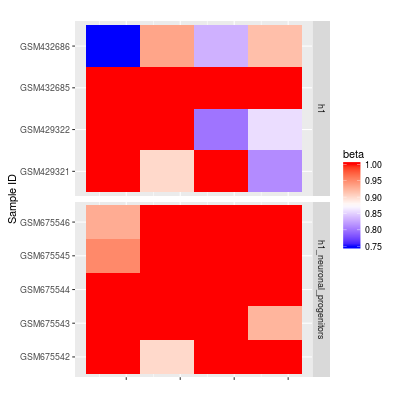 Sample ID
GSM432686
GSM432685
GSM429322
GSM429321
h1
GSM675546
GSM675545
GSM675544
GSM675543
GSM675542
h1_neuronal_progenitors
beta
1.00
0.95
0.90
0.85
0.80
0.75